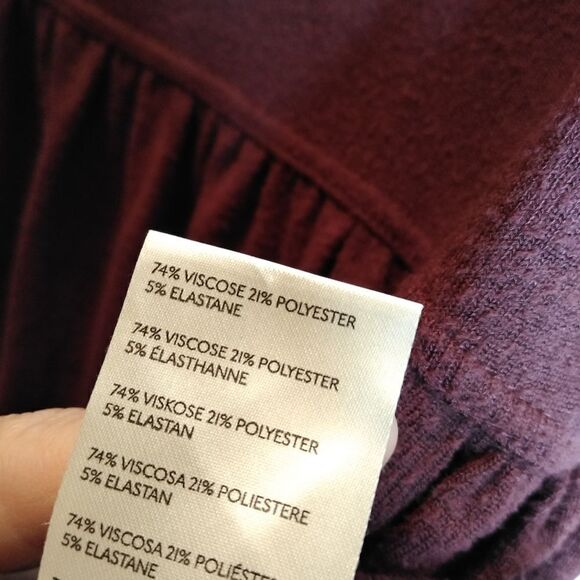 74% VISCOSE 21% POLYESTER
5% ELASTANE
74% VISCOSE 21% POLYESTER
5% ÉLASTHANNE
74% VISKOSE 21% POLYESTER
5% ELASTAN
74% VISCOSA 21% POLIESTERE
5% ELASTAN
74% VISCOSA 21% POLIÉSTER
5% ELASTANE